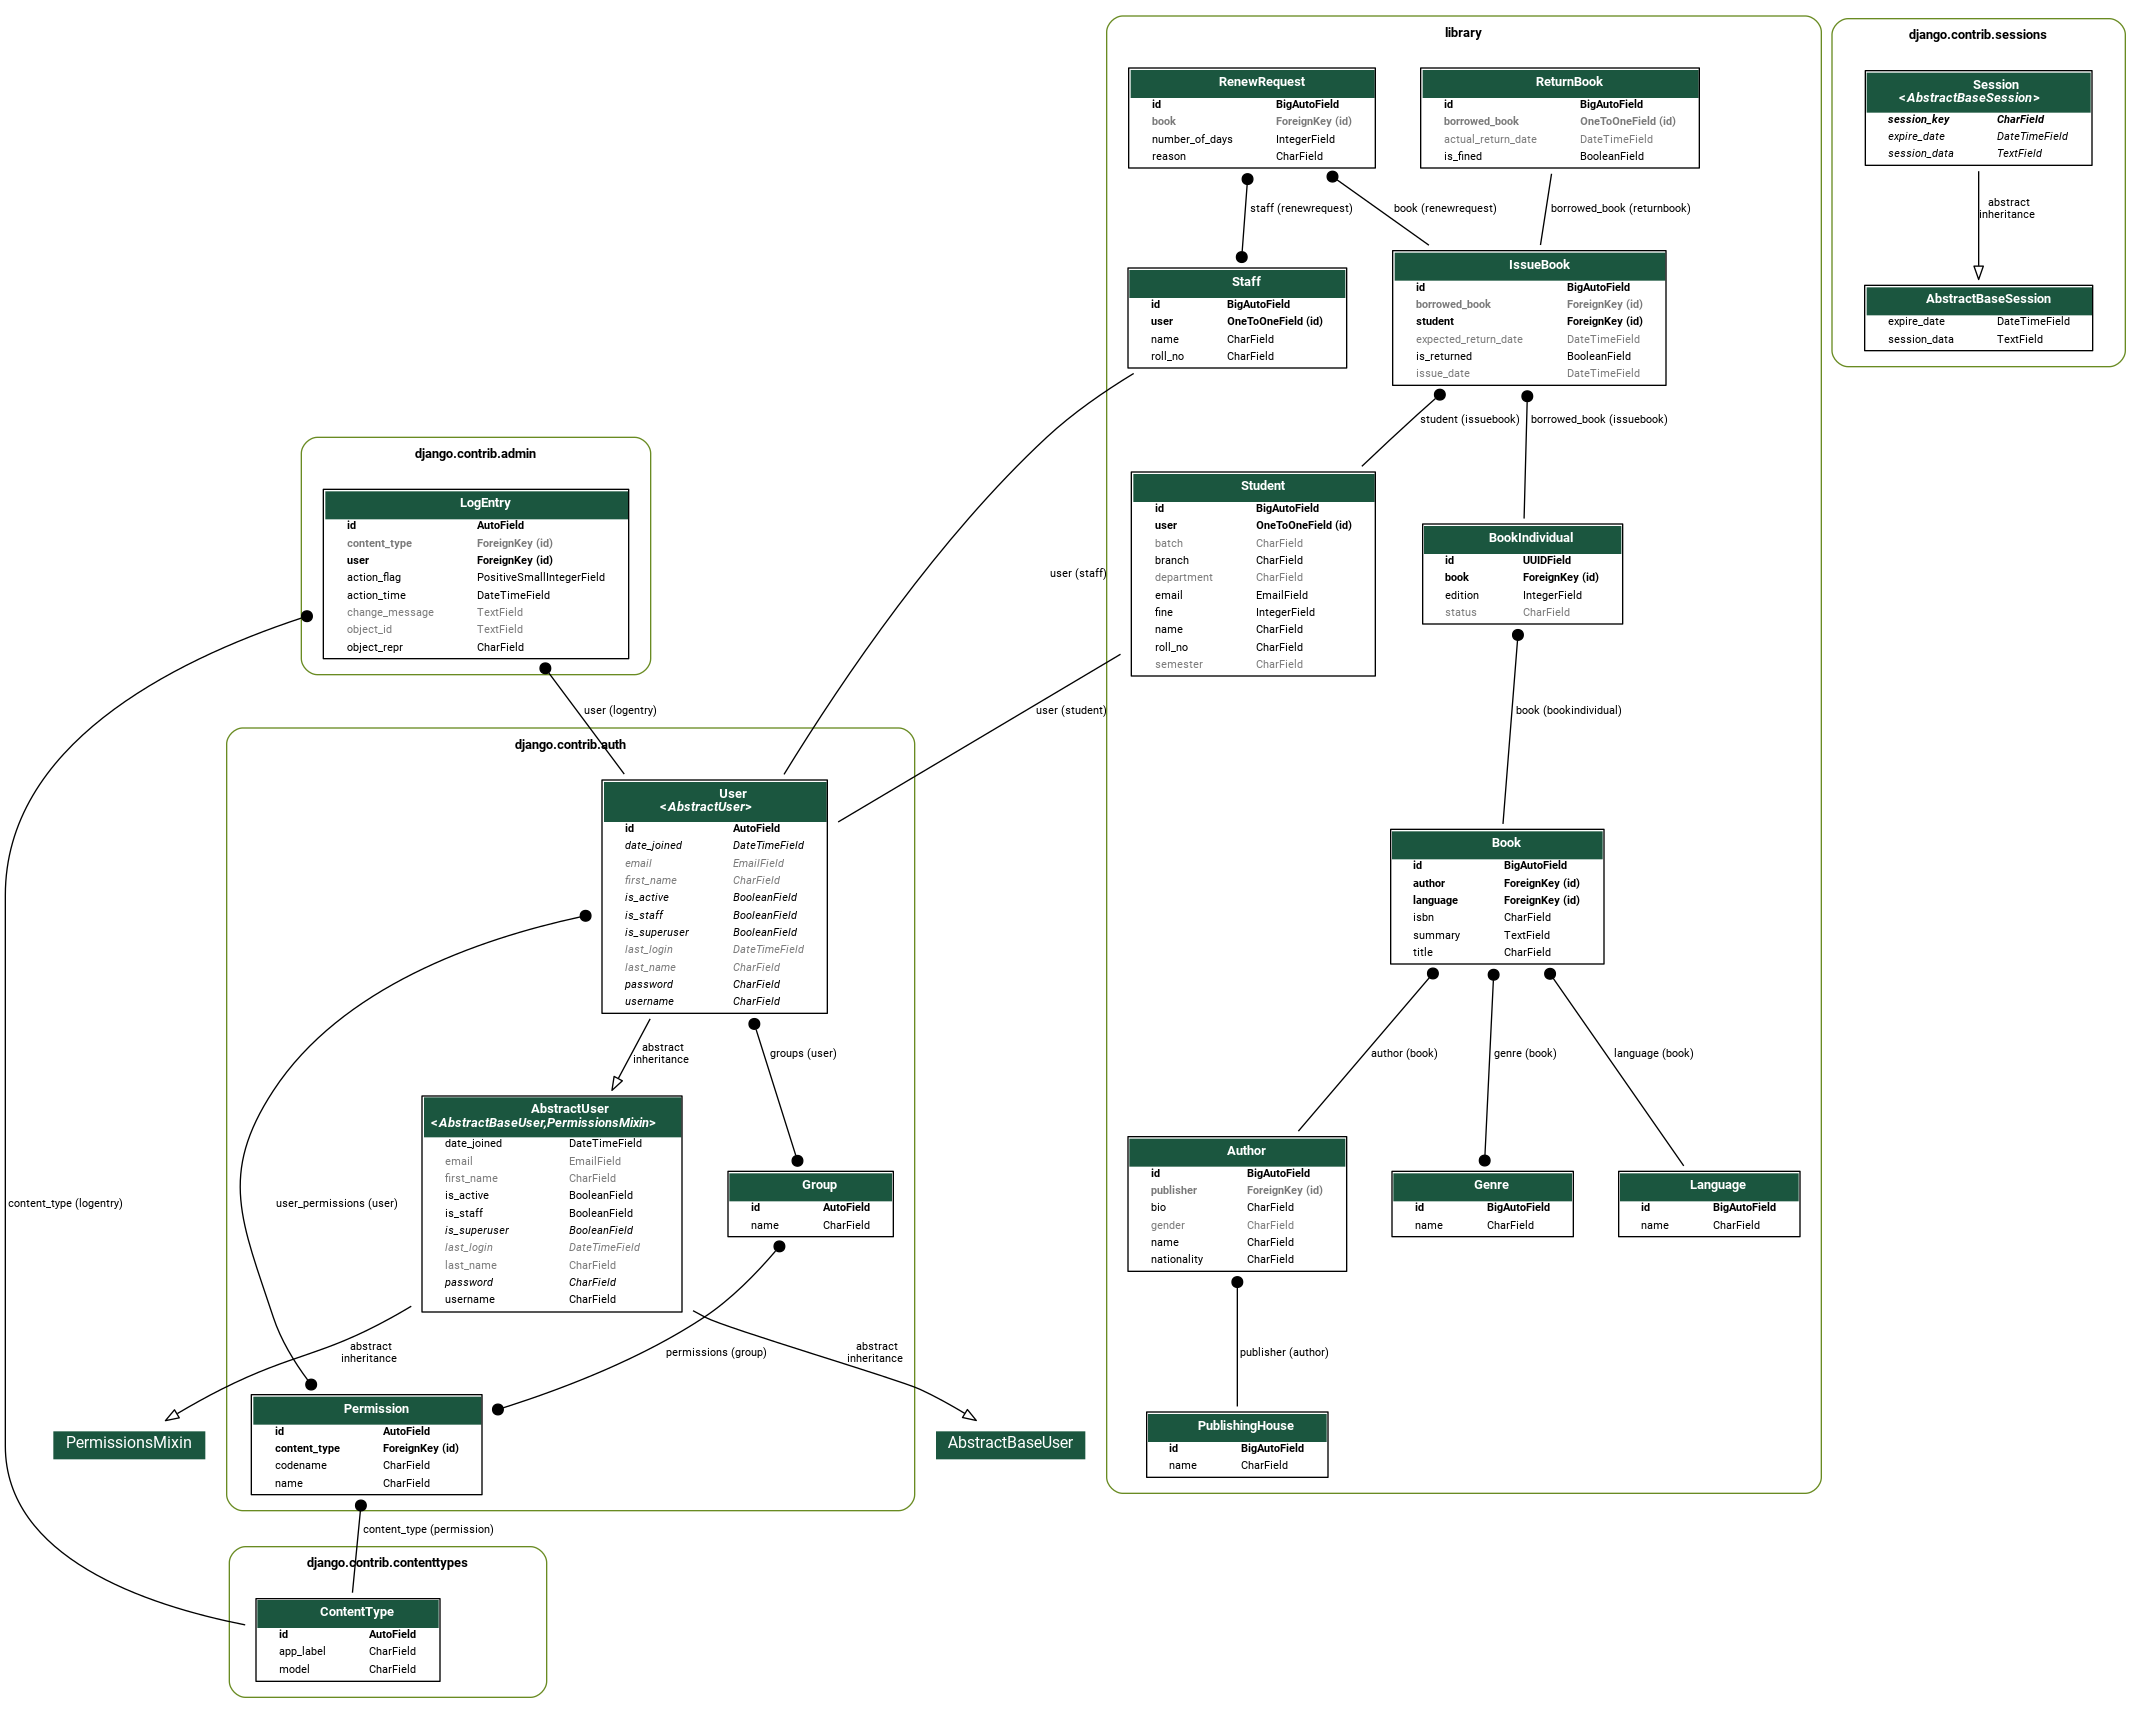 library
RenewRequest
id BigAutoField
book ForeignKey (id)
number_of_days IntegerField
reason CharField
ReturnBook
id BigAutoField
borrowed_book OneToOneField (id)
actual_return_date DateTimeField
is_fined BooleanField
staff (renewrequest)
book (renewrequest)
borrowed_book (returnbook)
Staff
id BigAutoField
user OneToOneField (id)
name CharField
roll_no CharField
IssueBook
id BigAutoField
borrowed_book ForeignKey (id)
student ForeignKey (id)
expected_return_date DateTimeField
is_returned BooleanField
issue_date DateTimeField
student (issuebook)
borrowed_book (issuebook)
Student
id BigAutoField
user OneToOneField (id)
batch CharField
branch CharField
department CharField
email EmailField
fine IntegerField
name CharField
roll_no CharField
semester CharField
BookIndividual
id UUIDField
book ForeignKey (id)
edition IntegerField
status CharField
book (bookindividual)
Book
id BigAutoField
author ForeignKey (id)
language ForeignKey (id)
isbn CharField
summary TextField
title CharField
author (book)
genre (book)
language (book)
Author
id BigAutoField
publisher ForeignKey (id)
bio CharField
gender CharField
name CharField
nationality CharField
Genre
id BigAutoField
name CharField
Language
id BigAutoField
name CharField
publisher (author)
PublishingHouse
id BigAutoField
name CharField
django.contrib.sessions
Session
<AbstractBaseSession>
session_key CharField
expire_date DateTimeField
session_data TextField
abstract
inheritance
AbstractBaseSession
expire_date DateTimeField
session_data TextField
django.contrib.admin
LogEntry
id AutoField
content_type ForeignKey (id)
user ForeignKey (id)
action_flag PositiveSmallIntegerField
action_time DateTimeField
change_message TextField
object_id TextField
object_repr CharField
user (logentry)
user (staff)
user (student)
content_type (logentry)
django.contrib.auth
User
<AbstractUser>
id AutoField
date_joined DateTimeField
email EmailField
first_name CharField
is_active BooleanField
is_staff BooleanField
is_superuser BooleanField
last_login DateTimeField
last_name CharField
password CharField
username CharField
abstract
inheritance
groups (user)
user_permissions (user)
AbstractUser
<AbstractBaseUser,PermissionsMixin>
date_joined DateTimeField
email EmailField
first_name CharField
is_active BooleanField
is_staff BooleanField
is_superuser BooleanField
last_login DateTimeField
last_name CharField
password CharField
username CharField
Group
id AutoField
name CharField
abstract
inheritance
permissions (group)
abstract
inheritance
PermissionsMixin
Permission
id AutoField
content_type ForeignKey (id)
codename CharField
name CharField
AbstractBaseUser
content_type (permission)
django.contrib.contenttypes
ContentType
id AutoField
app_label CharField
model CharField